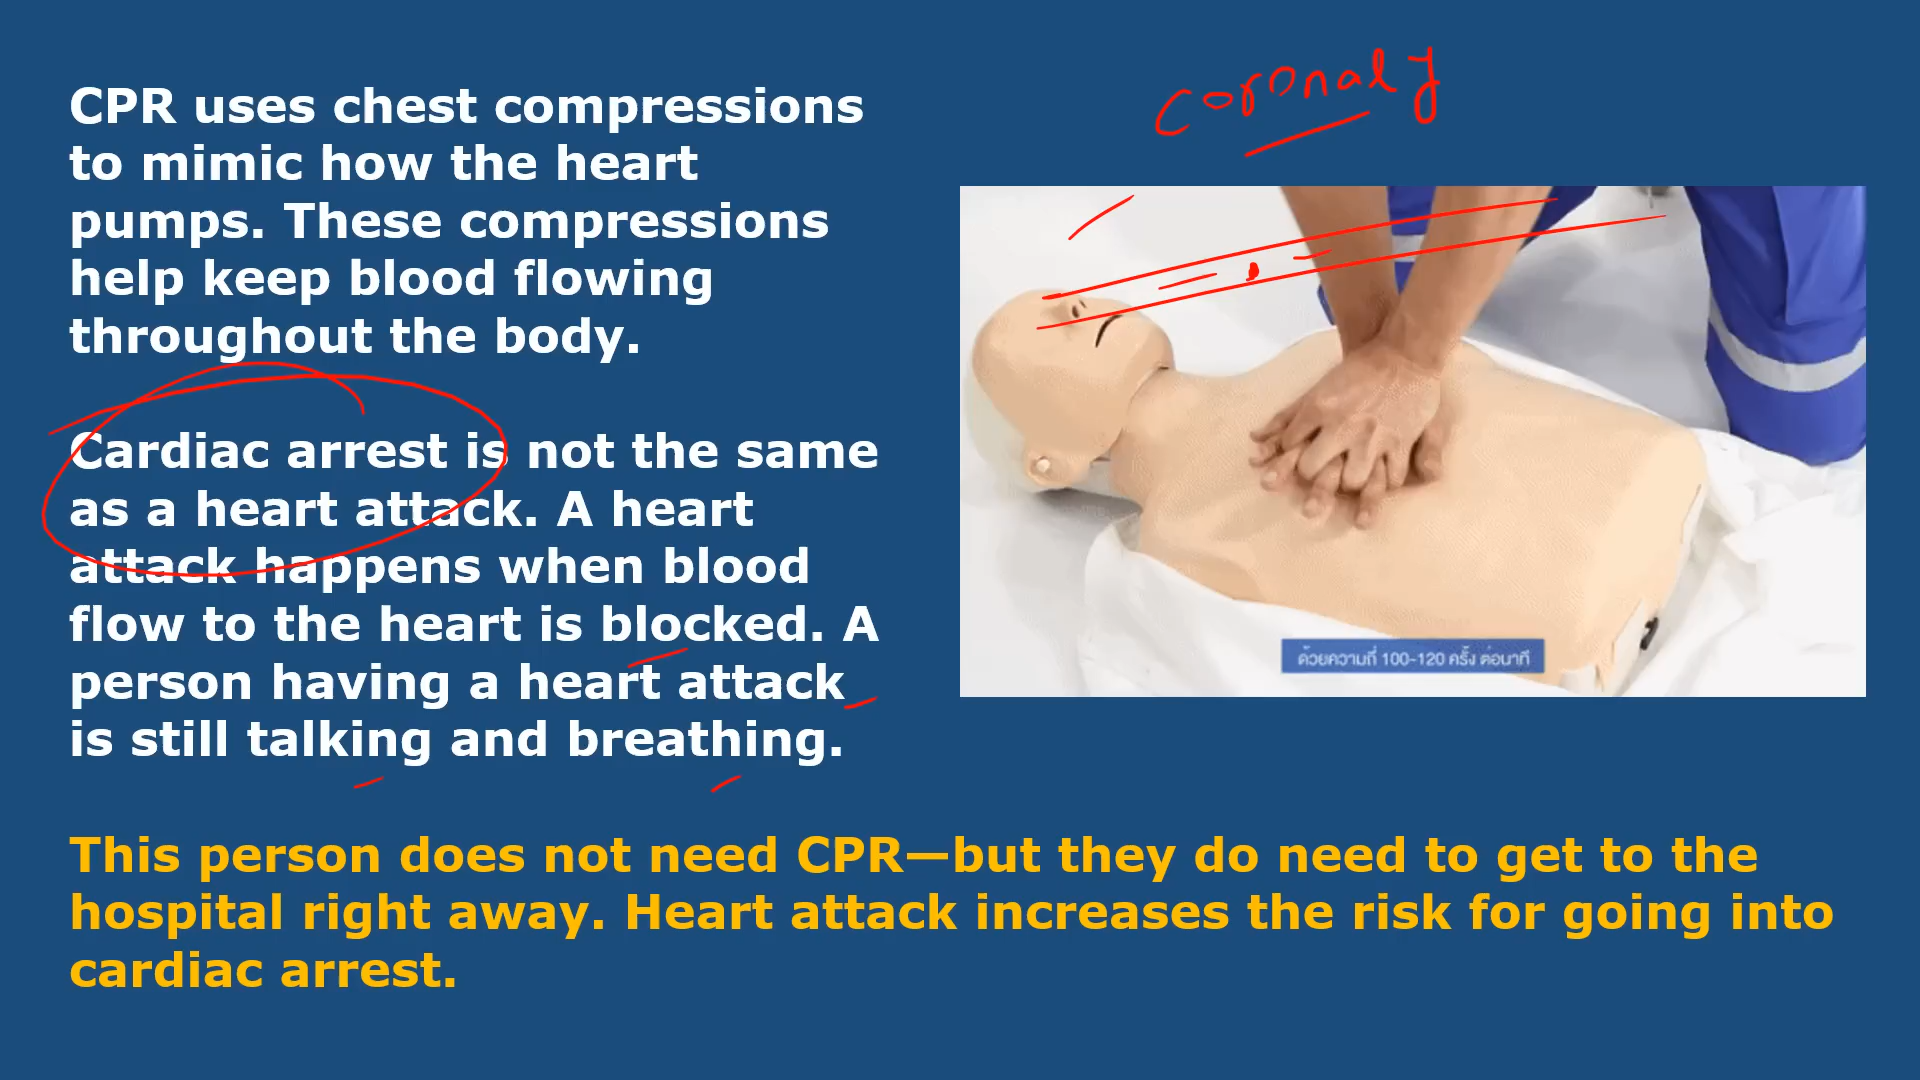 CPR uses chest compressions
to mimic how the heart
pumps. These compressions
help keep blood flowing
throughout the body.
Cardiac arrest is not the same
as a heart attack. A heart
attack happens when blood
flow to the heart is blocked. A
person having a heart attack
is still talking and breathing.
coronary
ด้วยความถี่ 100-120 ครั้ง ต่อนาที
This person does not need CPR—but they do need to get to the
hospital right away. Heart attack increases the risk for going into
cardiac arrest.